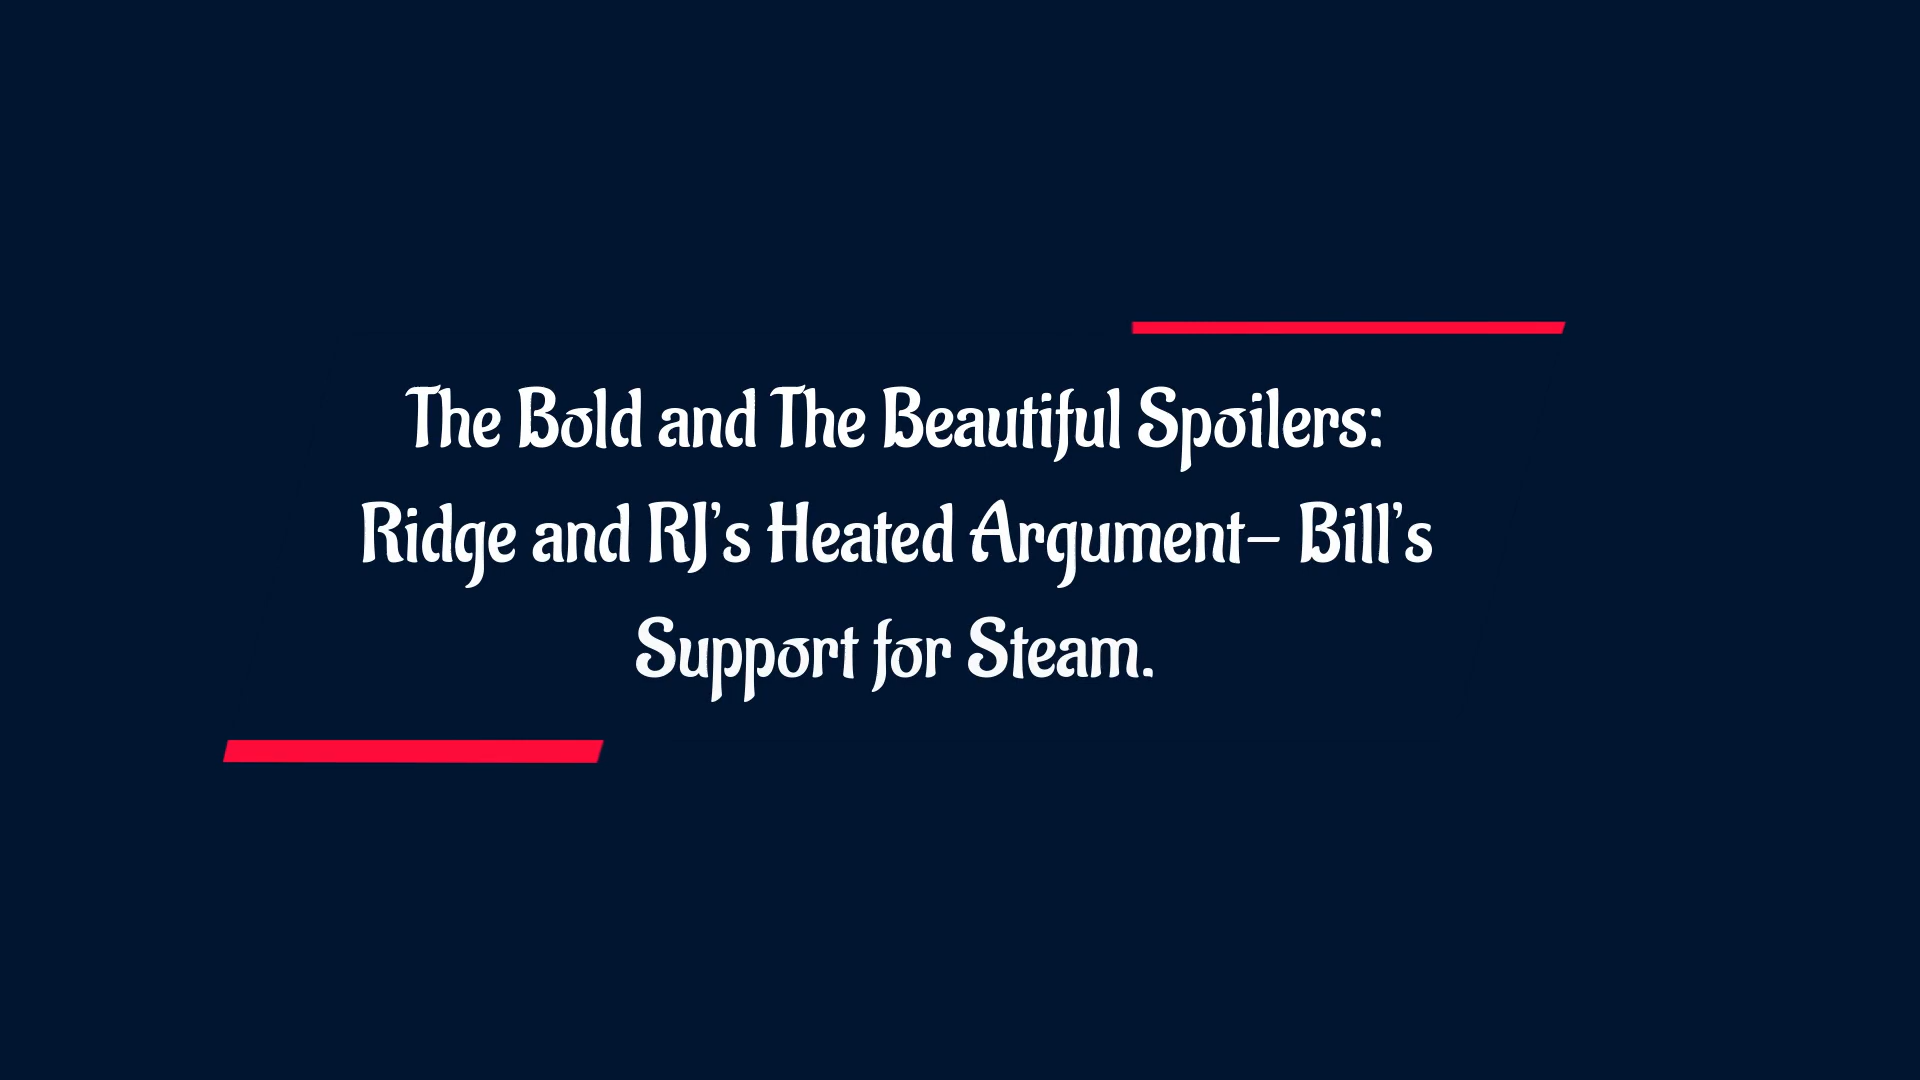 The Bold and The Beautiful Spoilers:
Ridge and RJ's Heated Argument– Bill's
Support for Steam.